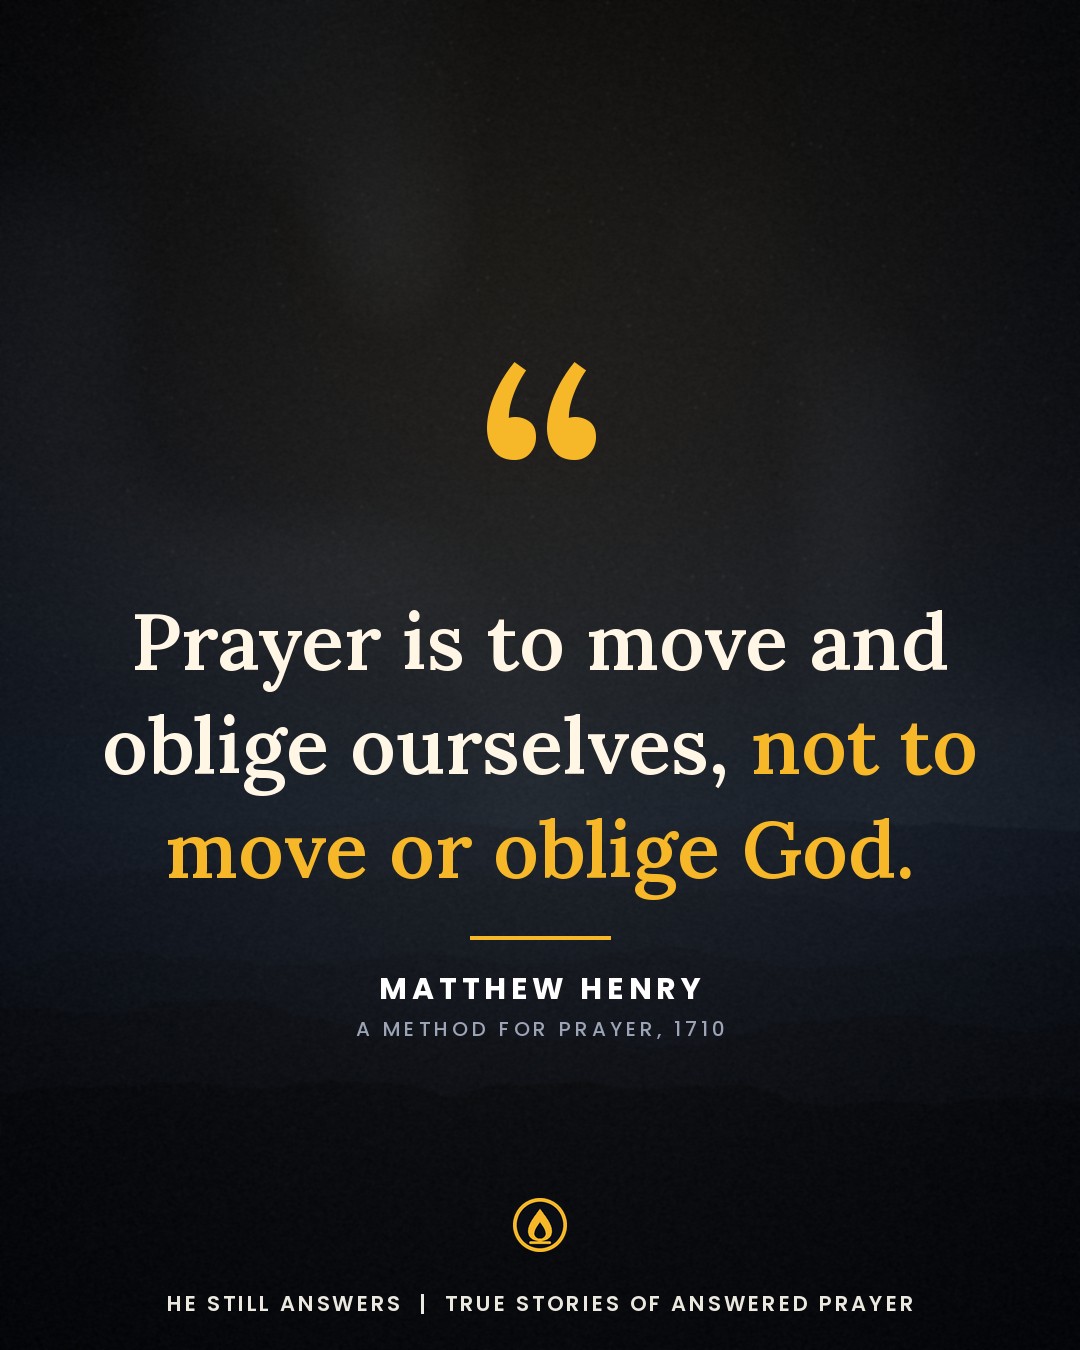 “
Prayer is to move and
oblige ourselves, not to
move or oblige God.
MATTHEW HENRY
A METHOD FOR PRAYER, 1710
HE STILL ANSWERS | TRUE STORIES OF ANSWERED PRAYER